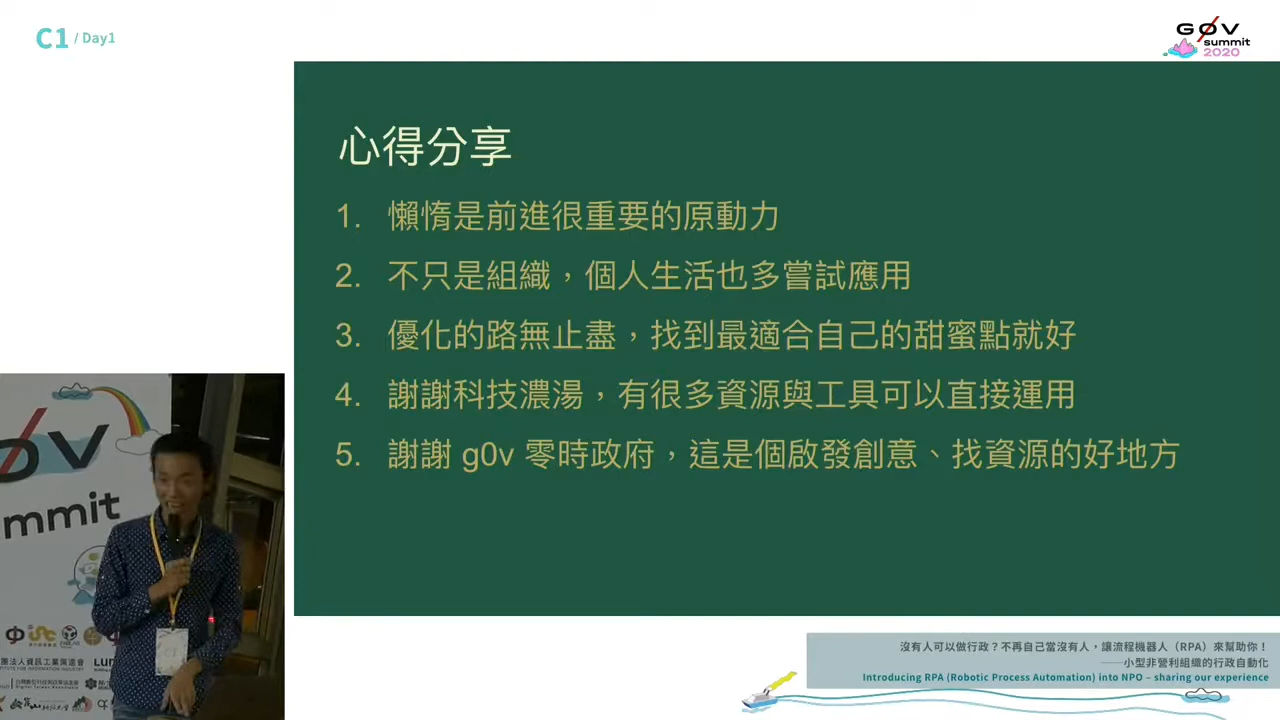 C1 / Day1
G0V
summit
2020
心得分享
1. 懶惰是前進很重要的原動力
2. 不只是組織，個人生活也多嘗試應用
3. 優化的路無止盡，找到最適合自己的甜蜜點就好
4. 謝謝科技濃湯，有很多資源與工具可以直接運用
5. 謝謝 g0v 零時政府，這是個啟發創意、找資源的好地方
0V
mmit
沒有人可以做行政？不再自己當沒有人，讓流程機器人（RPA）來幫助你！
——小型非營利組織的行政自動化
Introducing RPA (Robotic Process Automation) into NPO – sharing our experience